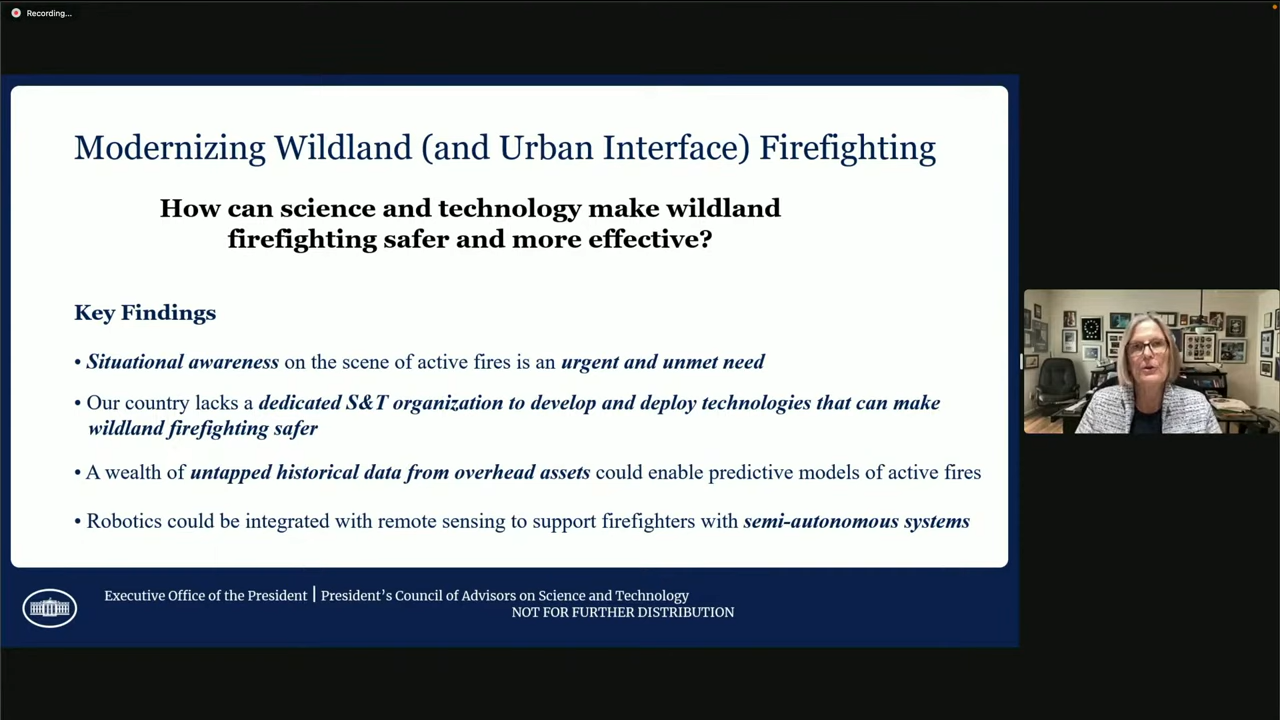 Recording...
Modernizing Wildland (and Urban Interface) Firefighting
How can science and technology make wildland
firefighting safer and more effective?
Key Findings
• Situational awareness on the scene of active fires is an urgent and unmet need
• Our country lacks a dedicated S&T organization to develop and deploy technologies that can make
wildland firefighting safer
• A wealth of untapped historical data from overhead assets could enable predictive models of active fires
• Robotics could be integrated with remote sensing to support firefighters with semi-autonomous systems
Executive Office of the President | President’s Council of Advisors on Science and Technology
NOT FOR FURTHER DISTRIBUTION